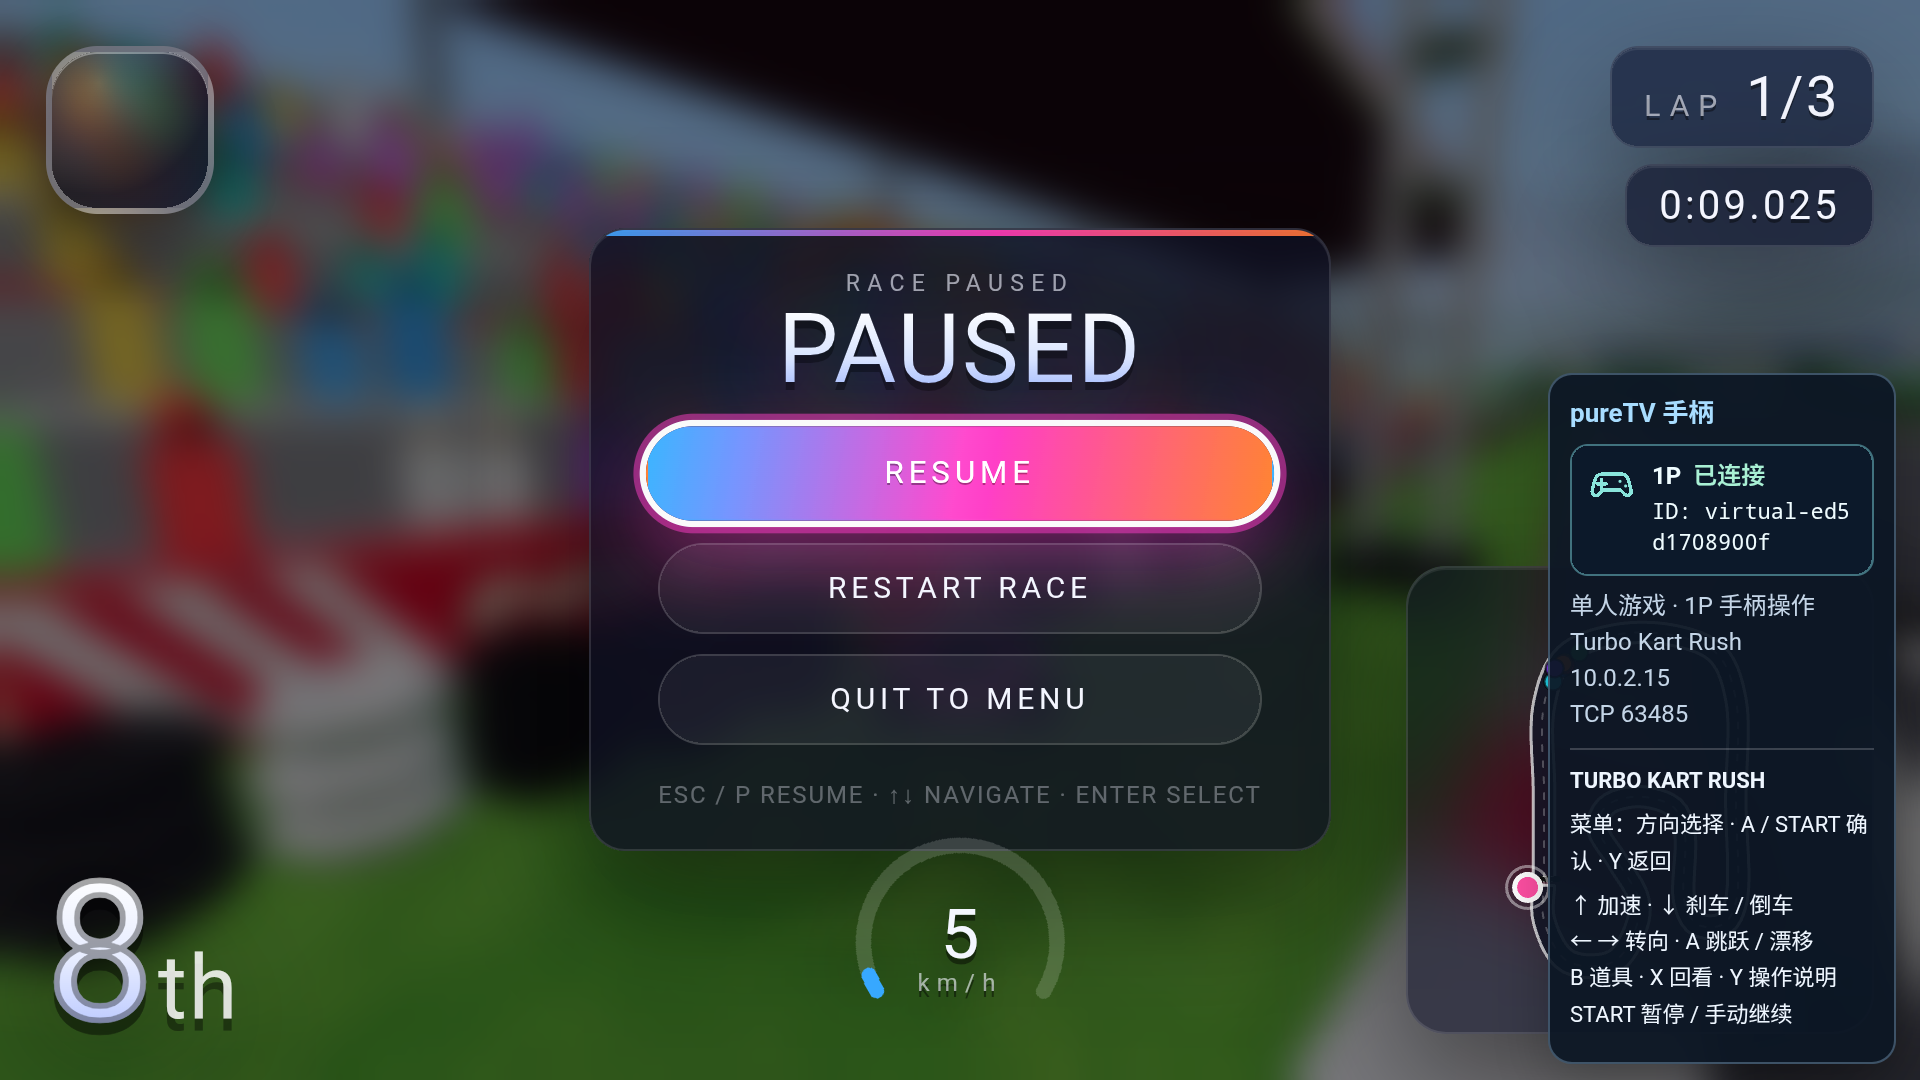 LAP 1/3
0:09.025
RACE PAUSED
PAUSED
RESUME
RESTART RACE
QUIT TO MENU
ESC / P RESUME · ↑↓ NAVIGATE · ENTER SELECT
5
km/h
8th
pureTV 手柄
1P 已连接
ID: virtual-ed5
d1708900f
单人游戏 · 1P 手柄操作
Turbo Kart Rush
10.0.2.15
TCP 63485
TURBO KART RUSH
菜单：方向选择 · A / START 确
认 · Y 返回
↑ 加速 · ↓ 刹车 / 倒车
←→ 转向 · A 跳跃 / 漂移
B 道具 · X 回看 · Y 操作说明
START 暂停 / 手动继续